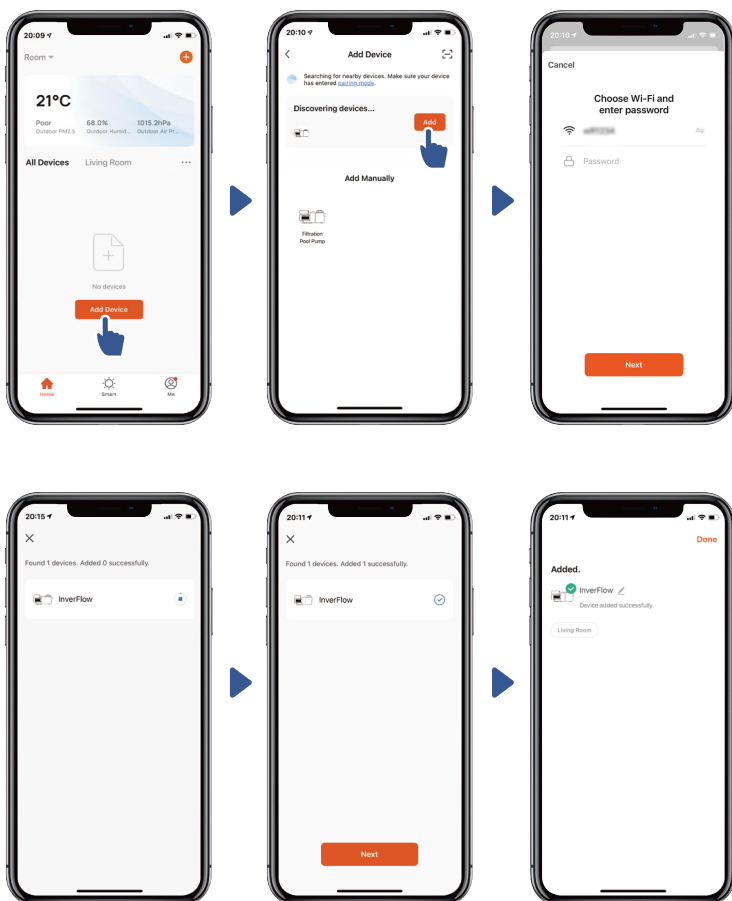 20:09
Room
21°C
Poor
Outdoor PM2.5
68.0%
Outdoor Humid...
1015.2hPa
Outdoor Air Pr...
All Devices
Living Room
...
No devices
Add Device
Home
Smart
Me
20:10
Add Device
Searching for nearby devices. Make sure your device
has entered pairing mode.
Discovering devices...
Add
Add Manually
Filtration
Pool Pump
20:10
Cancel
Choose Wi-Fi and
enter password
Password
Next
20:15
Found 1 devices. Added 0 successfully.
InverFlow
20:11
Found 1 devices. Added 1 successfully.
InverFlow
Next
20:11
Done
Added.
InverFlow
Device added successfully
Living Room